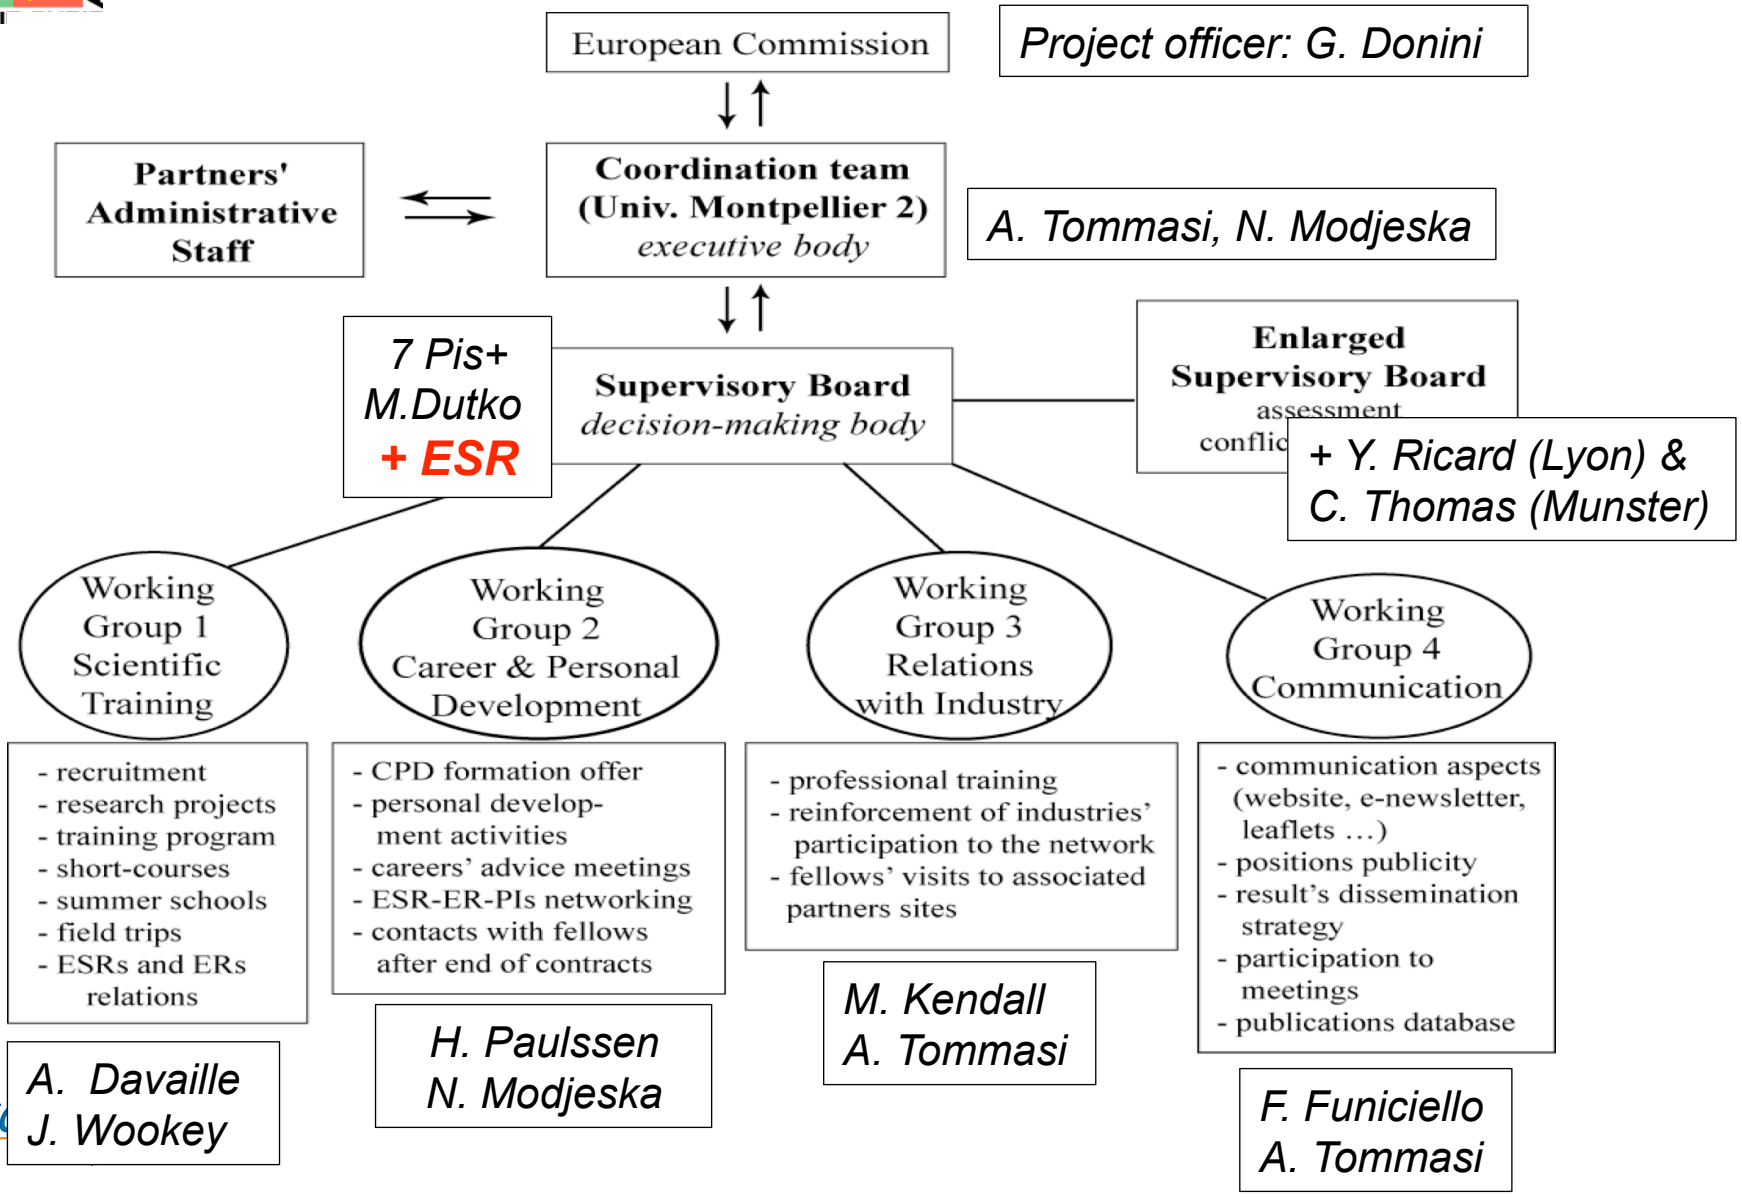 European Commission
Project officer: G. Donini
Partners'
Administrative
Staff
Coordination team
(Univ. Montpellier 2)
executive body
A. Tommasi, N. Modjeska
7 Pis+
M.Dutko
+ ESR
Supervisory Board
decision-making body
Enlarged
Supervisory Board
assessment
+ Y. Ricard (Lyon) &
C. Thomas (Munster)
Working
Group 1
Scientific
Training
Working
Group 2
Career & Personal
Development
Working
Group 3
Relations
with Industry
Working
Group 4
Communication
- recruitment
- research projects
- training program
- short-courses
- summer schools
- field trips
- ESRs and ERs
relations
- CPD formation offer
- personal develop-
ment activities
- careers’ advice meetings
- ESR-ER-PIs networking
- contacts with fellows
after end of contracts
- professional training
- reinforcement of industries’
participation to the network
- fellows’ visits to associated
partners sites
- communication aspects
(website, e-newsletter,
leaflets …)
- positions publicity
- result’s dissemination
strategy
- participation to
meetings
- publications database
A. Davaille
J. Wookey
H. Paulssen
N. Modjeska
M. Kendall
A. Tommasi
F. Funiciello
A. Tommasi